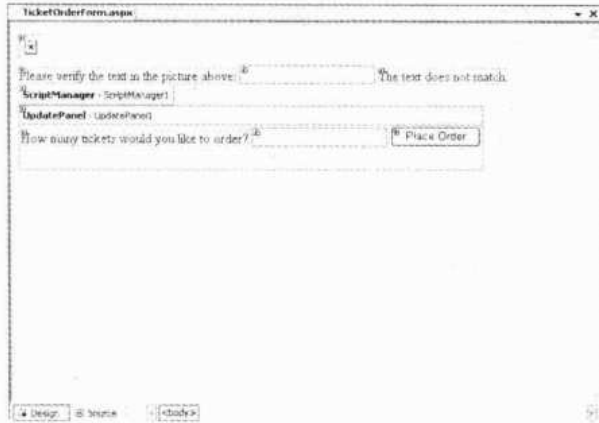 TicketOrderForm.aspx
Please verify the text in the picture above: The text does not match.
ScriptManager - ScriptManager1
UpdatePanel - UpdatePanel1
How many tickets would you like to order? Place Order
Design Source <body>